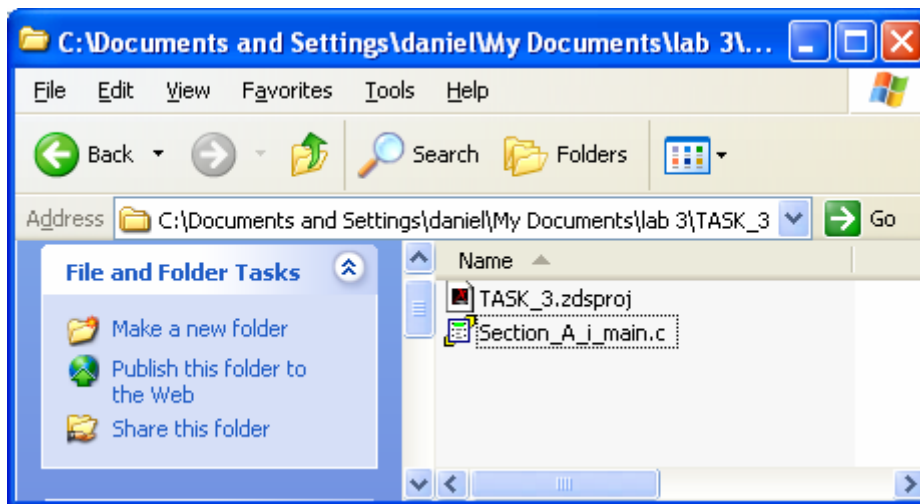 C:\Documents and Settings\daniel\My Documents\lab 3\...
File Edit View Favorites Tools Help
Back Search Folders
Address C:\Documents and Settings\daniel\My Documents\lab 3\TASK_3 Go
File and Folder Tasks
Make a new folder
Publish this folder to
the Web
Share this folder
Name
TASK_3.zdsproj
Section_A_i_main.c